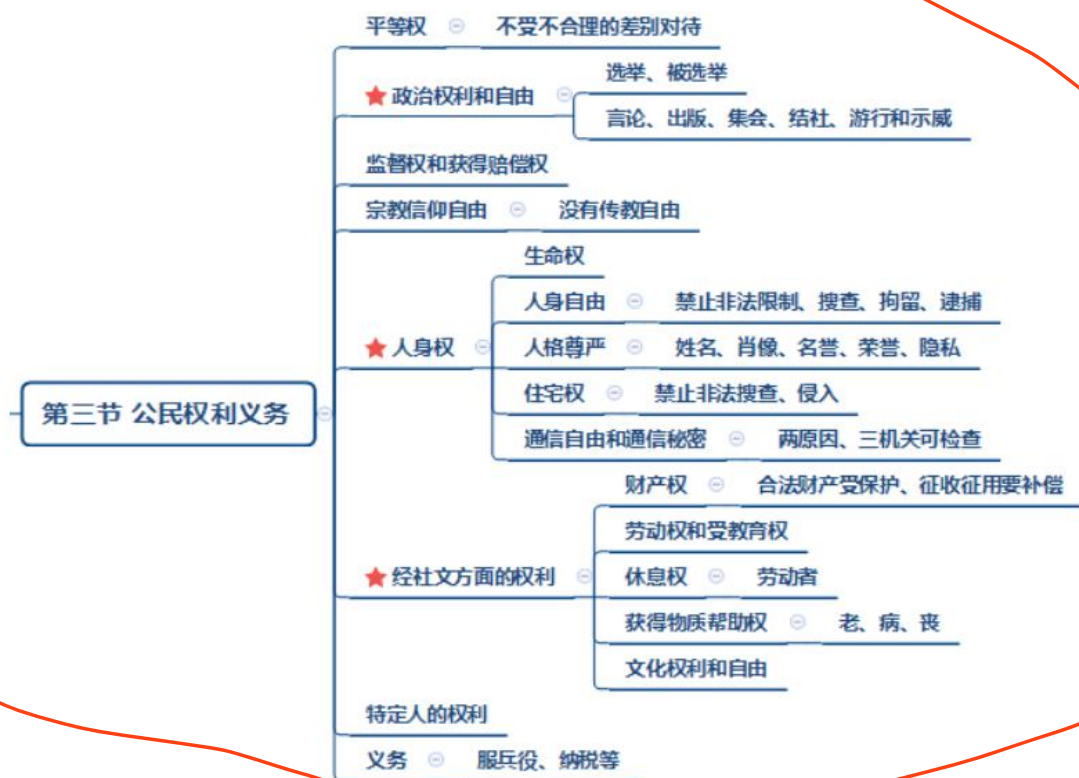 平等权 不受不合理的差别对待
选举、被选举
政治权利和自由
言论、出版、集会、结社、游行和示威
监督权和获得赔偿权
宗教信仰自由 没有传教自由
生命权
人身自由 禁止非法限制、搜查、拘留、逮捕
人身权 人格尊严 姓名、肖像、名誉、荣誉、隐私
住宅权 禁止非法搜查、侵入
第三节 公民权利义务
通信自由和通信秘密 两原因、三机关可检查
财产权 合法财产受保护、征收征用要补偿
劳动权和受教育权
经社文方面的权利 休息权 劳动者
获得物质帮助权 老、病、丧
文化权利和自由
特定人的权利
义务 服兵役、纳税等